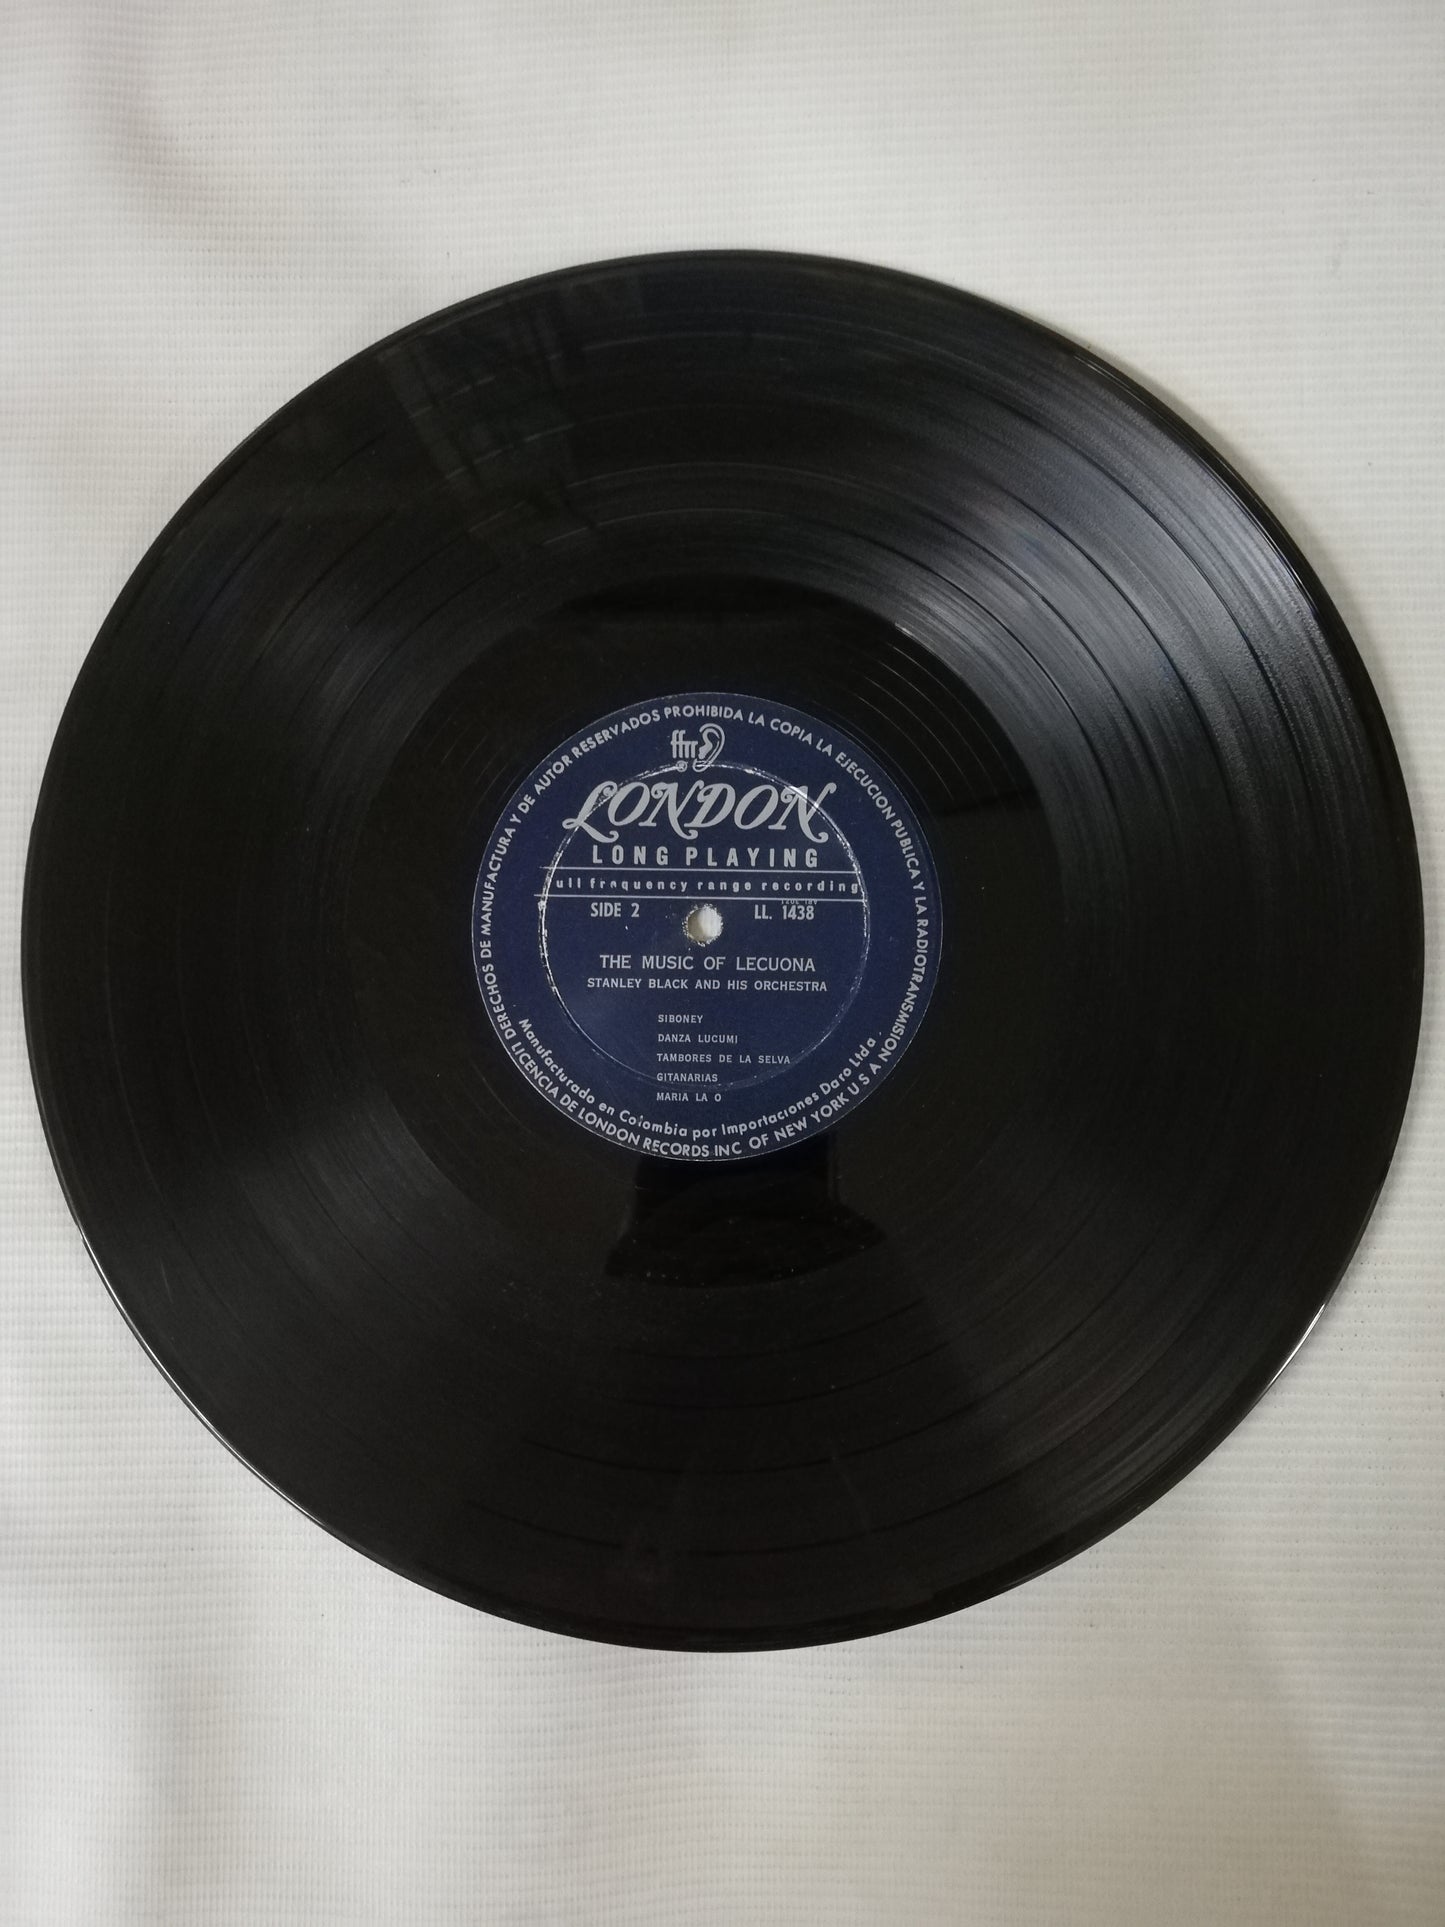 DERECHOS DE MANUFACTURA Y DE AUTOR RESERVADOS PROHIBIDA LA COPIA LA EJECUCION PUBLICA Y LA RADIOTRANSMISION
ffrr
LONDON
LONG PLAYING
ull frequency range recording
SIDE 2 LL. 1438
THE MUSIC OF LECUONA
STANLEY BLACK AND HIS ORCHESTRA
SIBONEY
DANZA LUCUMI
TAMBORES DE LA SELVA
GITANARIAS
MARIA LA O
Manufacturado en Colombia por Importaciones Daro Ltda
LICENCIA DE LONDON RECORDS INC OF NEW YORK U S A